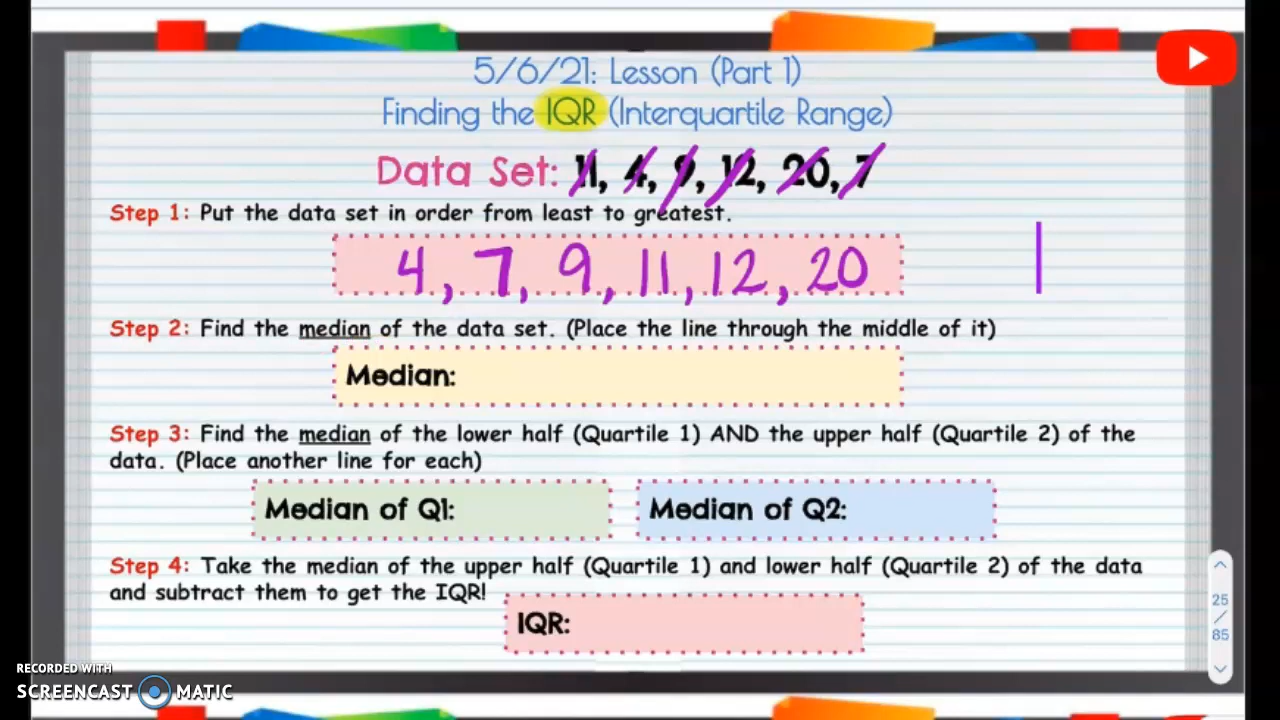 5/6/21: Lesson (Part 1)
Finding the IQR (Interquartile Range)
Data Set: 11, 4, 9, 12, 20, 7
Step 1: Put the data set in order from least to greatest.
4, 7, 9, 11, 12, 20
Step 2: Find the median of the data set. (Place the line through the middle of it)
Median:
Step 3: Find the median of the lower half (Quartile 1) AND the upper half (Quartile 2) of the
data. (Place another line for each)
Median of Q1:
Median of Q2:
Step 4: Take the median of the upper half (Quartile 1) and lower half (Quartile 2) of the data
and subtract them to get the IQR!
IQR:
25
/
85
RECORDED WITH
SCREENCAST MATIC